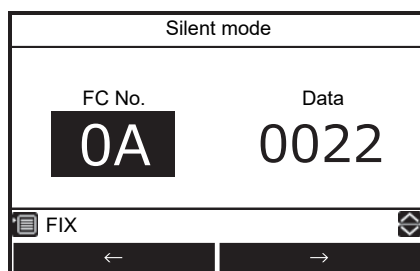 Silent mode
FC No. Data
0A 0022
FIX
← →